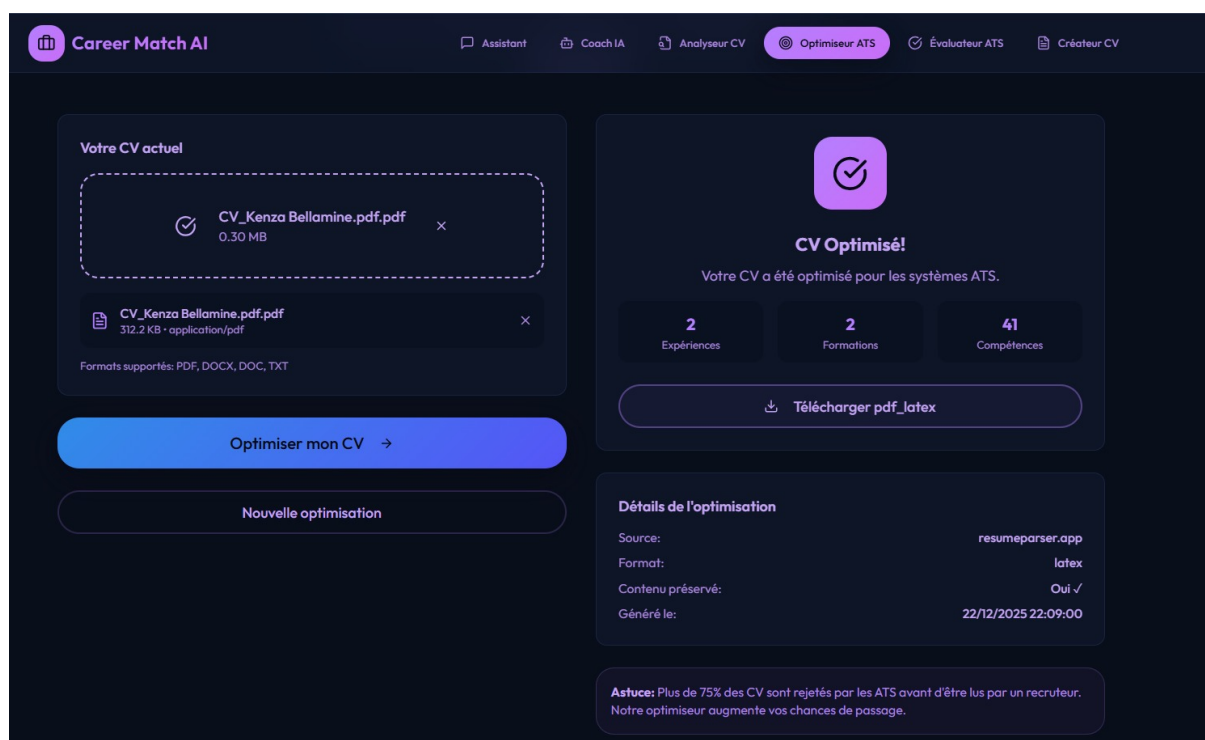 Career Match AI
Assistant
Coach IA
Analyseur CV
Optimiseur ATS
Évaluateur ATS
Créateur CV
Votre CV actuel
CV_Kenza Bellamine.pdf.pdf
0.30 MB
CV_Kenza Bellamine.pdf.pdf
312.2 KB • application/pdf
Formats supportés: PDF, DOCX, DOC, TXT
Optimiser mon CV →
Nouvelle optimisation
CV Optimisé!
Votre CV a été optimisé pour les systèmes ATS.
2
Expériences
2
Formations
41
Compétences
Télécharger pdf_latex
Détails de l'optimisation
Source: resumeparser.app
Format: latex
Contenu préservé: Oui ✓
Généré le: 22/12/2025 22:09:00
Astuce: Plus de 75% des CV sont rejetés par les ATS avant d'être lus par un recruteur.
Notre optimiseur augmente vos chances de passage.